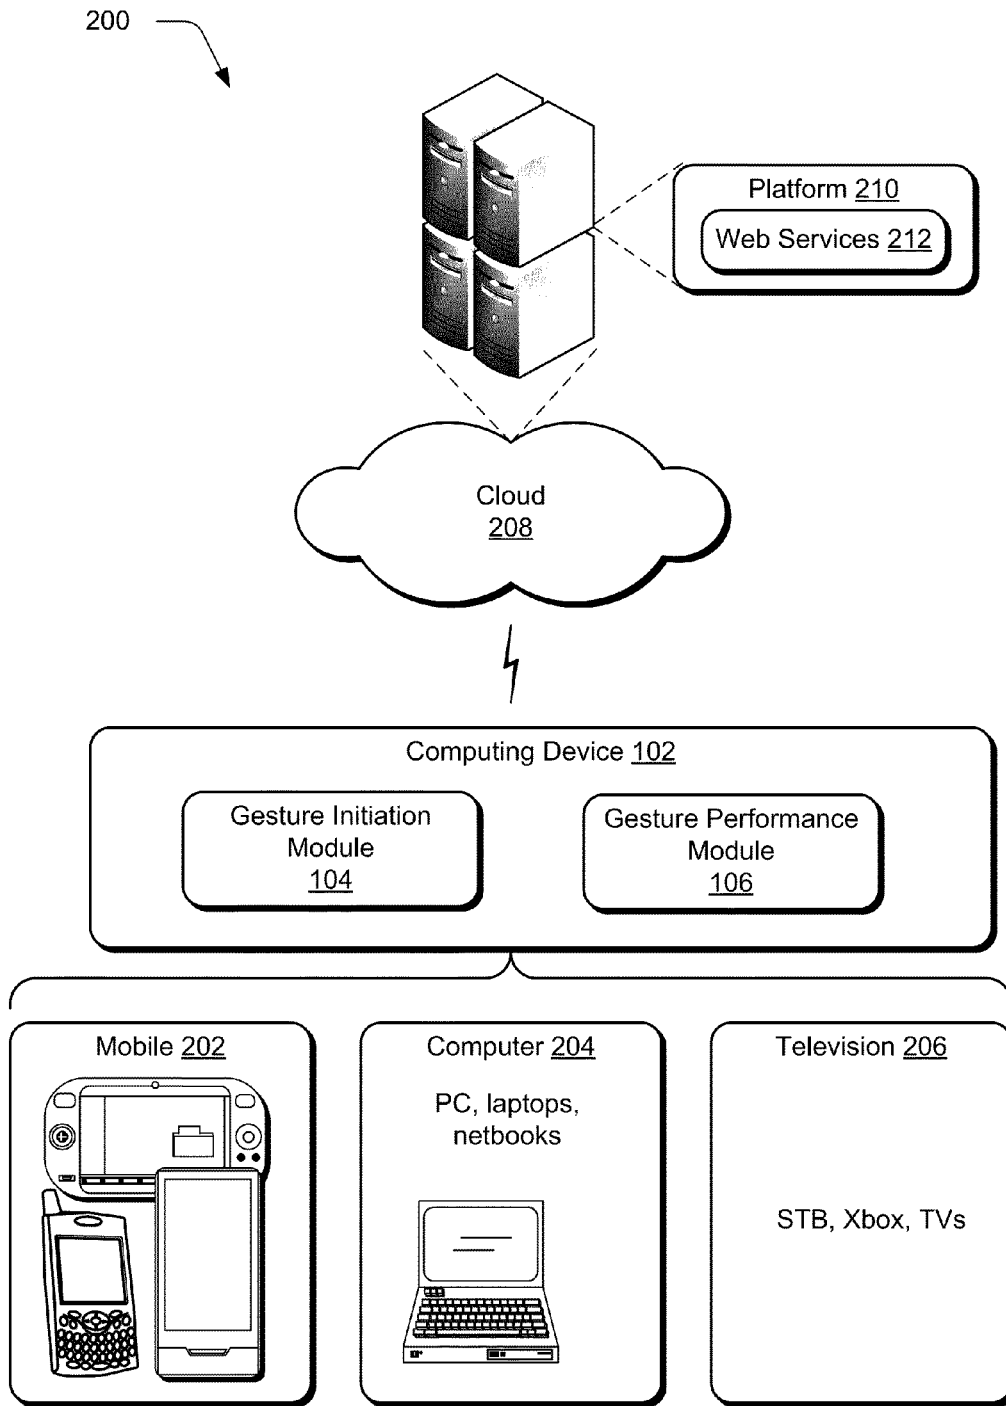 200
Platform 210
Web Services 212
Cloud
208
Computing Device 102
Gesture Initiation
Module
104
Gesture Performance
Module
106
Mobile 202
Computer 204
PC, laptops,
netbooks
Television 206
STB, Xbox, TVs